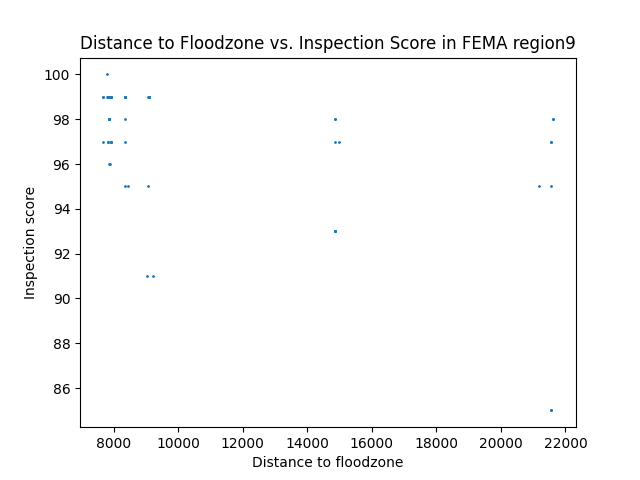 Distance to Floodzone vs. Inspection Score in FEMA region9
100
98
96
94
92
90
88
86
Inspection score
8000 10000 12000 14000 16000 18000 20000 22000
Distance to floodzone